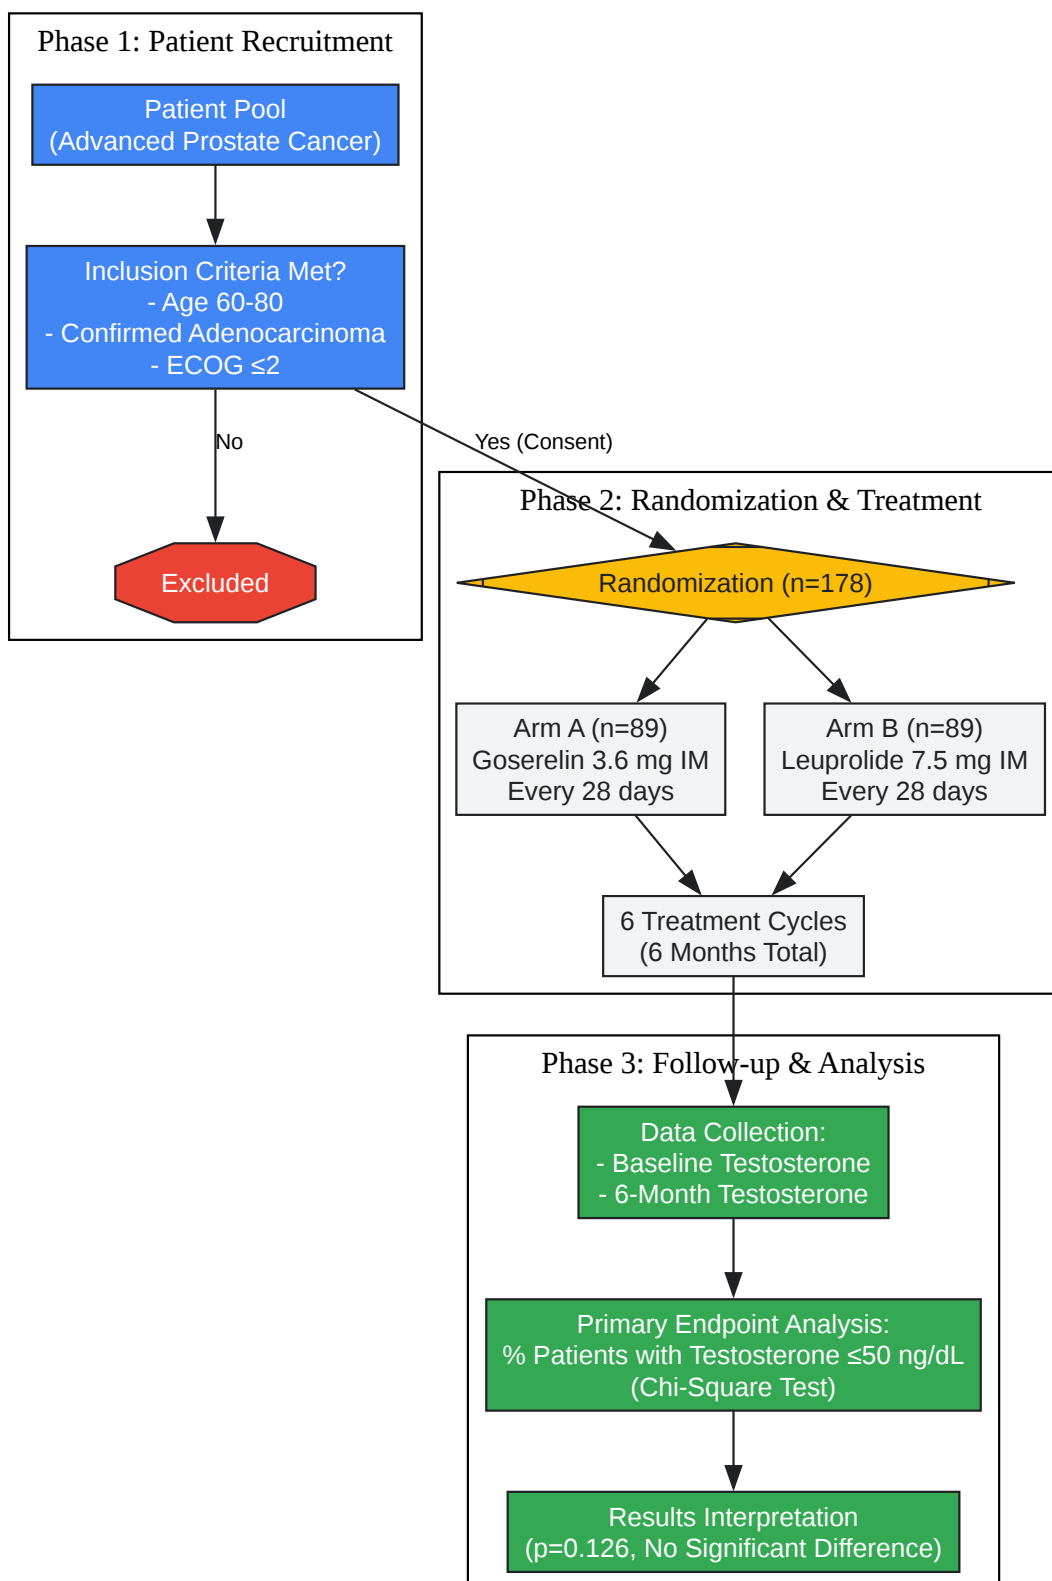 Phase 1: Patient Recruitment
Patient Pool
(Advanced Prostate Cancer)
Inclusion Criteria Met?
- Age 60-80
- Confirmed Adenocarcinoma
- ECOG ≤2
No
Yes (Consent)
Excluded
Phase 2: Randomization & Treatment
Randomization (n=178)
Arm A (n=89)
Goserelin 3.6 mg IM
Every 28 days
Arm B (n=89)
Leuprolide 7.5 mg IM
Every 28 days
6 Treatment Cycles
(6 Months Total)
Phase 3: Follow-up & Analysis
Data Collection:
- Baseline Testosterone
- 6-Month Testosterone
Primary Endpoint Analysis:
% Patients with Testosterone ≤50 ng/dL
(Chi-Square Test)
Results Interpretation
(p=0.126, No Significant Difference)